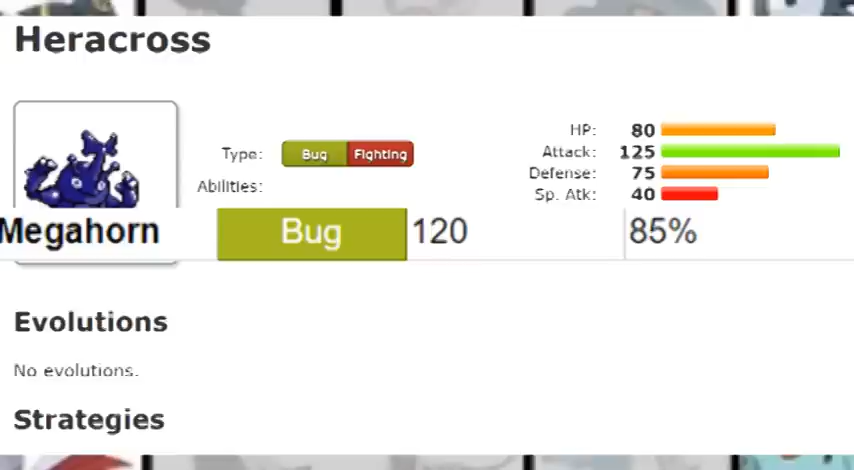 Heracross
Type: Bug Fighting
Abilities:
HP: 80
Attack: 125
Defense: 75
Sp. Atk: 40
Megahorn Bug 120 85%
Evolutions
No evolutions.
Strategies